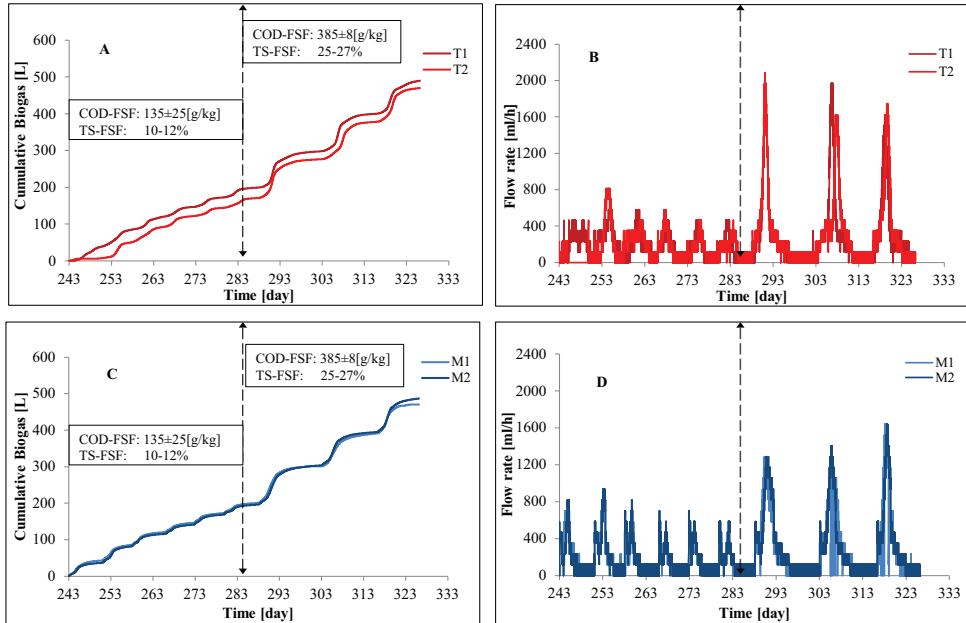 A
COD-FSF: 385±8[g/kg]
TS-FSF: 25-27%
COD-FSF: 135±25[g/kg]
TS-FSF: 10-12%
T1
T2
Cumulative Biogas [L]
600
500
400
300
200
100
0
243 253 263 273 283 293 303 313 323 333
Time [day]
B
T1
T2
Flow rate [ml/h]
2400
2000
1600
1200
800
400
0
243 253 263 273 283 293 303 313 323 333
Time [day]
C
COD-FSF: 385±8[g/kg]
TS-FSF: 25-27%
COD-FSF: 135±25[g/kg]
TS-FSF: 10-12%
M1
M2
Cumulative Biogas [L]
600
500
400
300
200
100
0
243 253 263 273 283 293 303 313 323 333
Time [day]
D
M1
M2
Flow rate [ml/h]
2400
2000
1600
1200
800
400
0
243 253 263 273 283 293 303 313 323 333
Time [day]